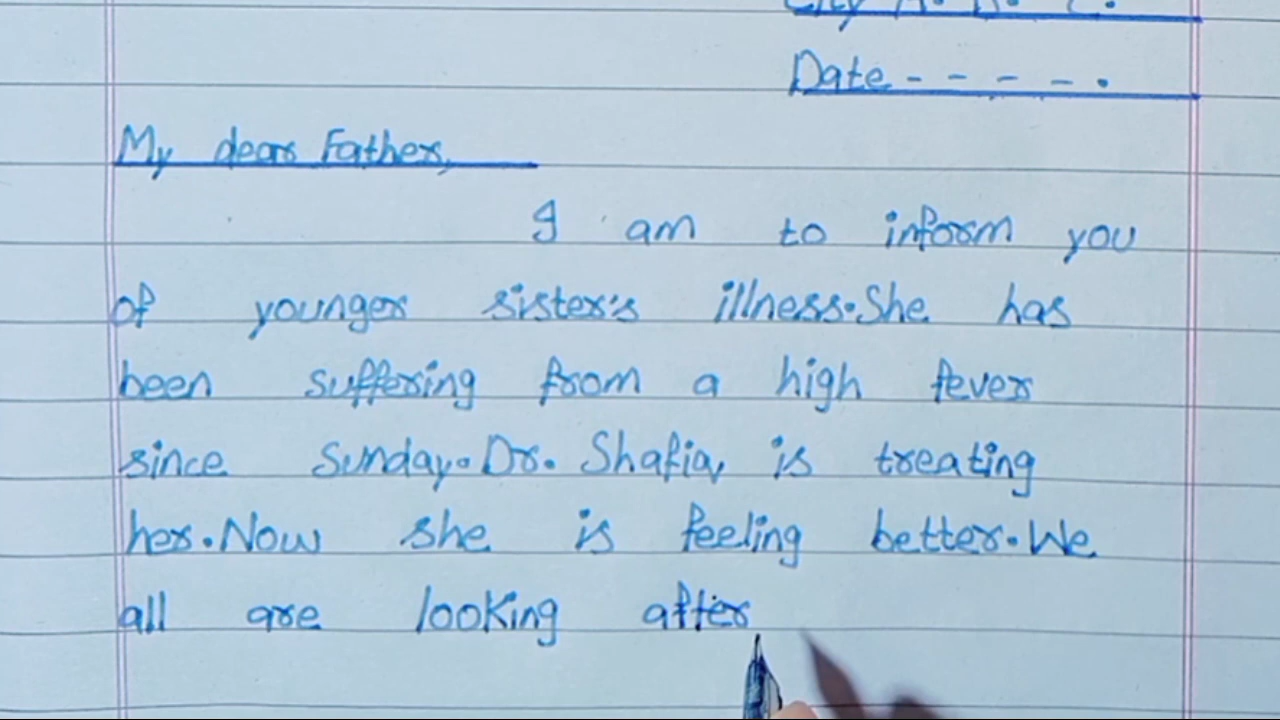 City A. B. C.
Date - - - - .
My dear Father,
I am to inform you
of younger sister's illness.She has
been suffering from a high fever
since Sunday.Dr. Shafia, is treating
her.Now she is feeling better.We
all are looking after